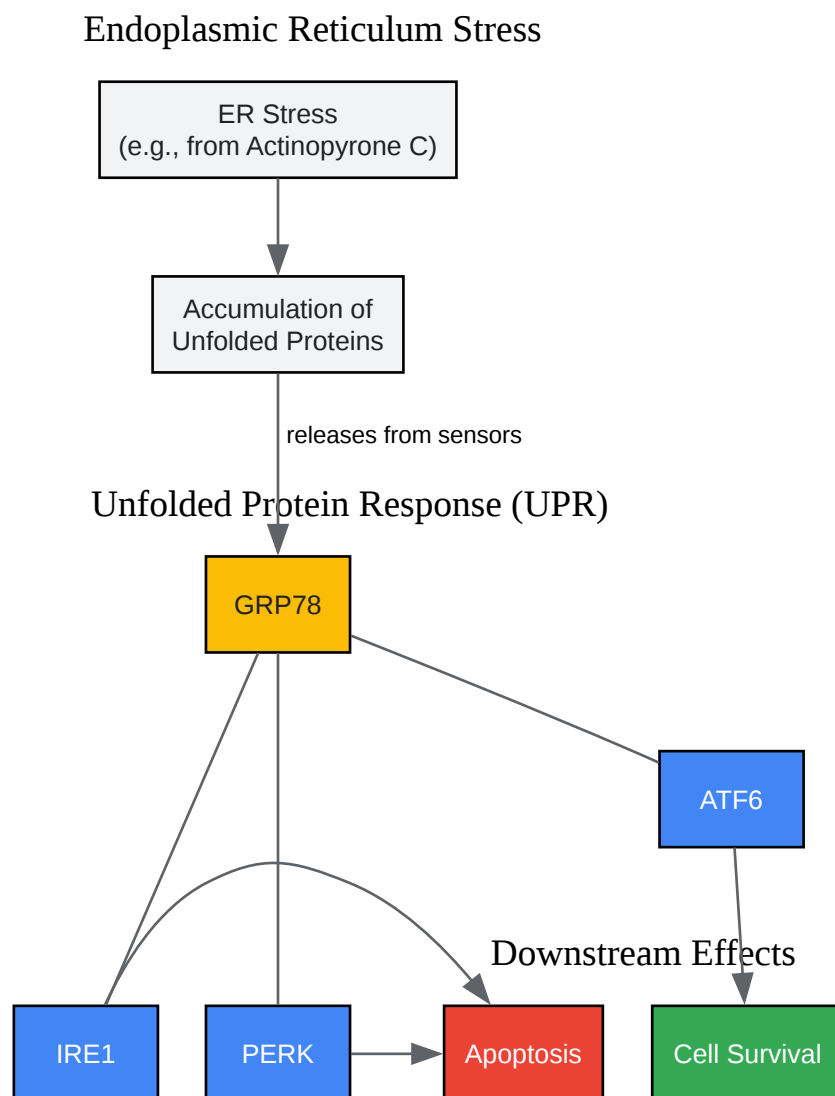 Endoplasmic Reticulum Stress
ER Stress
(e.g., from Actinopyrone C)
Accumulation of
Unfolded Proteins
releases from sensors
Unfolded Protein Response (UPR)
GRP78
ATF6
Downstream Effects
IRE1
PERK
Apoptosis
Cell Survival